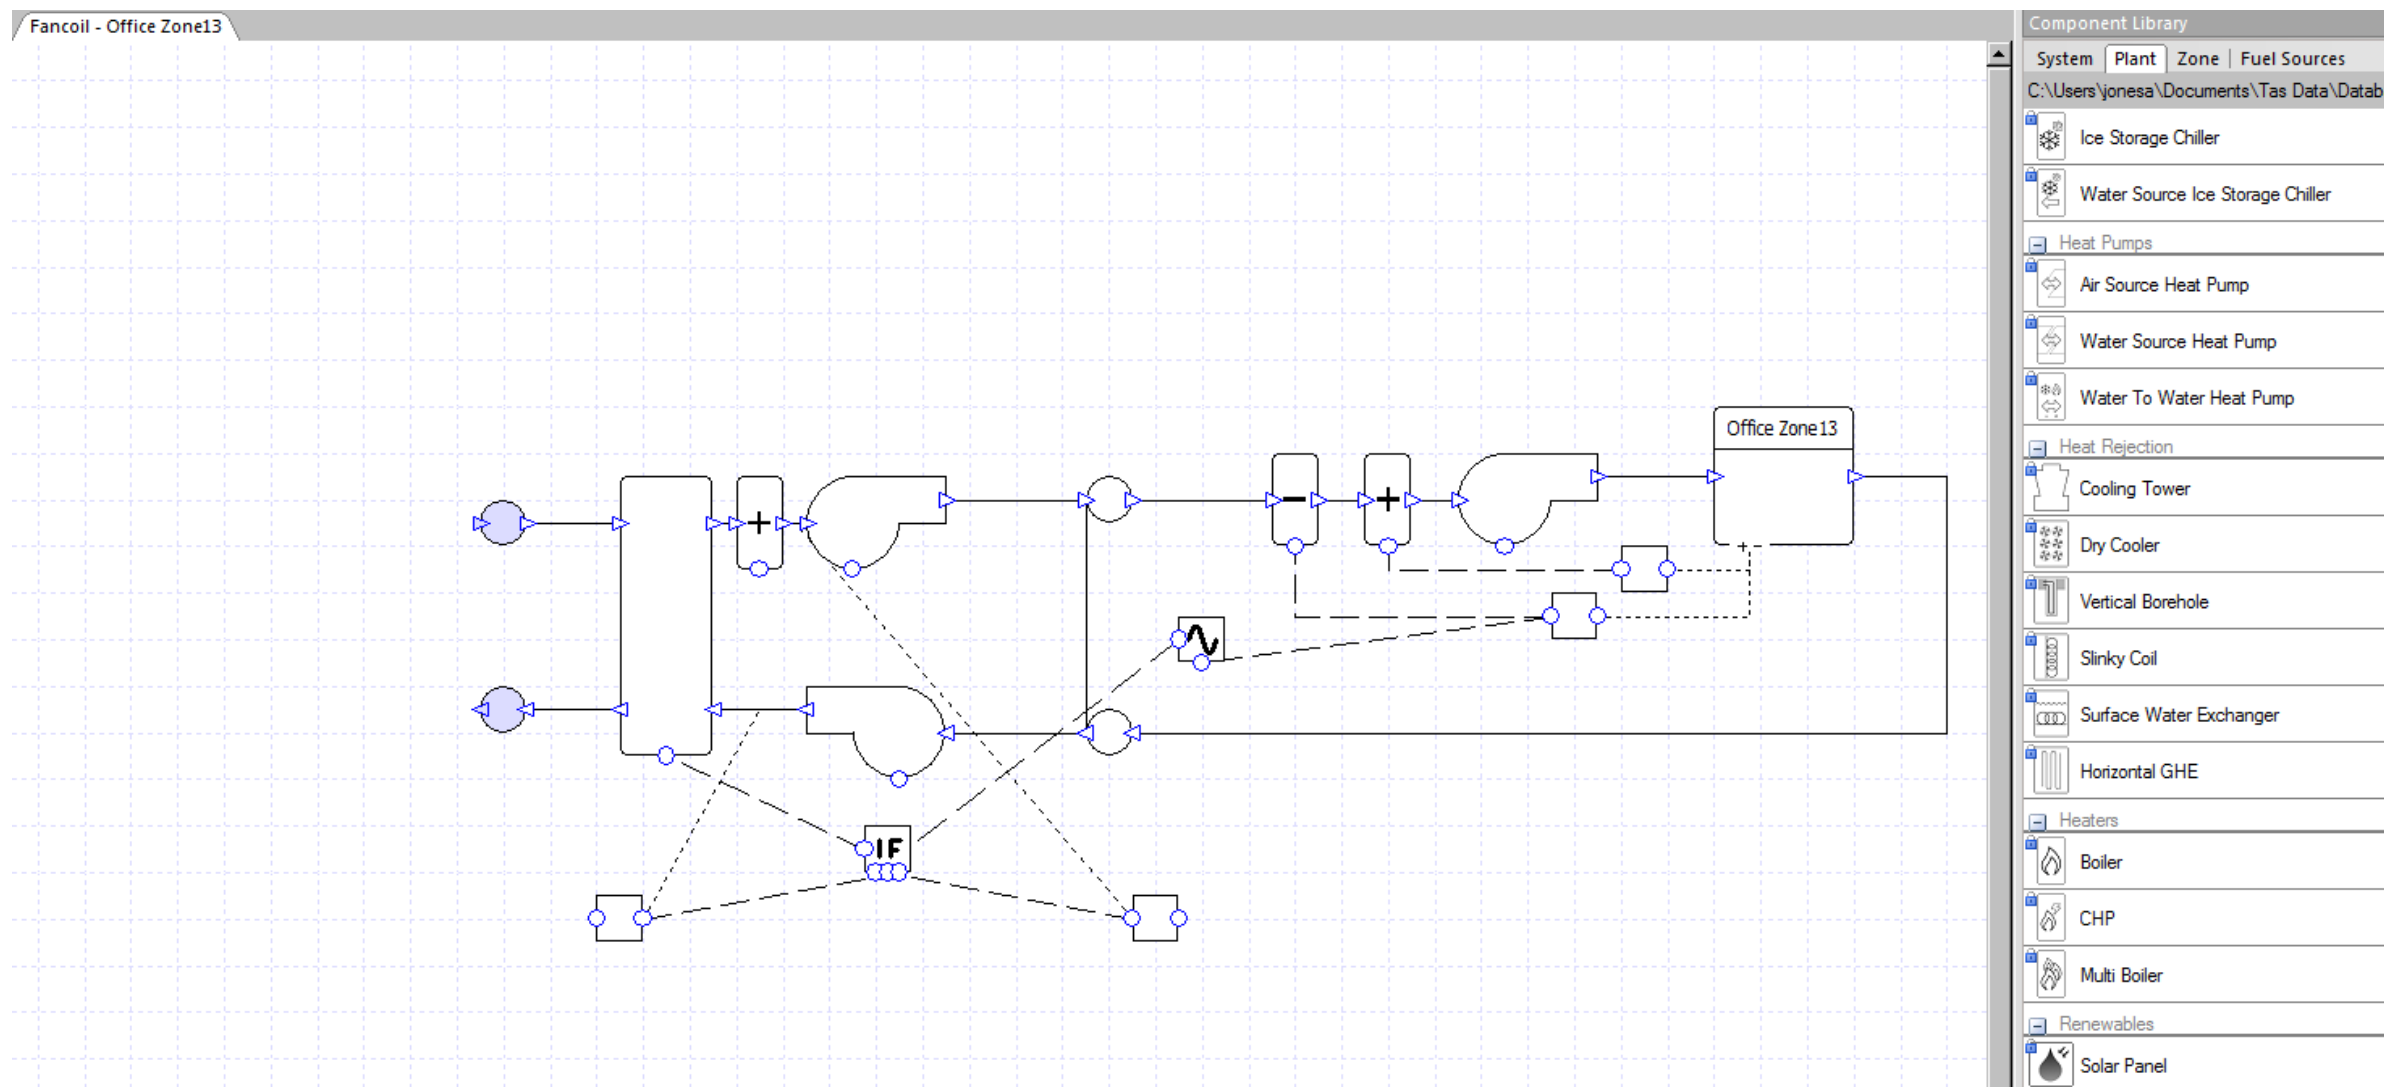 Fancoil - Office Zone13
Component Library
System Plant Zone | Fuel Sources
C:\Users\jonesa\Documents\Tas Data\Datab
Ice Storage Chiller
Water Source Ice Storage Chiller
Heat Pumps
Air Source Heat Pump
Water Source Heat Pump
Water To Water Heat Pump
Heat Rejection
Cooling Tower
Dry Cooler
Vertical Borehole
Slinky Coil
Surface Water Exchanger
Horizontal GHE
Heaters
Boiler
CHP
Multi Boiler
Renewables
Solar Panel
Office Zone13
IF